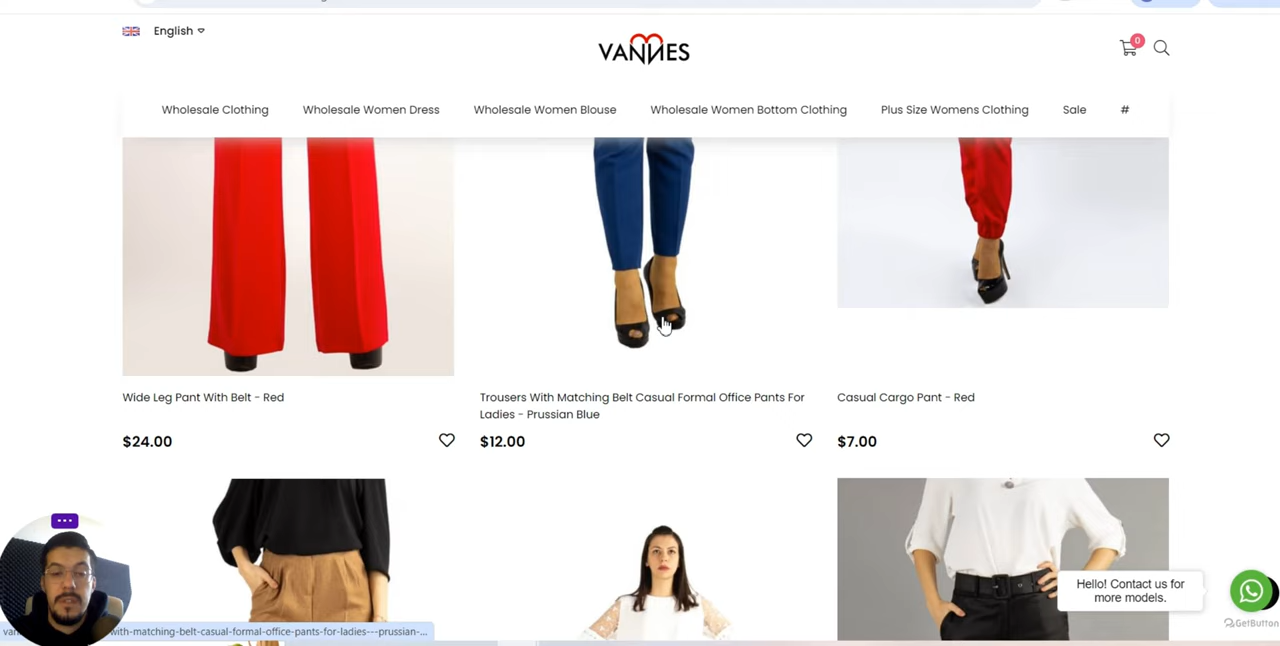 English
VANNES
0
Wholesale Clothing Wholesale Women Dress Wholesale Women Blouse Wholesale Women Bottom Clothing Plus Size Womens Clothing Sale #
Wide Leg Pant With Belt - Red
$24.00
Trousers With Matching Belt Casual Formal Office Pants For
Ladies - Prussian Blue
$12.00
Casual Cargo Pant - Red
$7.00
Hello! Contact us for
more models.
GetButton
with-matching-belt-casual-formal-office-pants-for-ladies---prussian-...